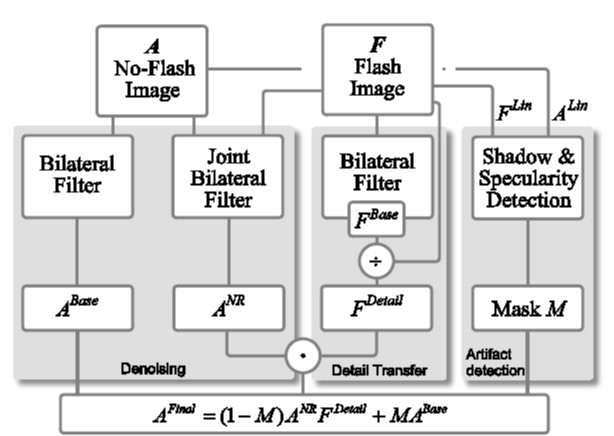 A
No-Flash
Image
F
Flash
Image
F^Lin
A^Lin
Bilateral
Filter
Joint
Bilateral
Filter
Bilateral
Filter
F^Base
÷
Shadow &
Specularity
Detection
A^Base
A^NR
F^Detail
Mask M
Denoising
Detail Transfer
Artifact
detection
A^Final = (1−M)A^NR F^Detail + MA^Base